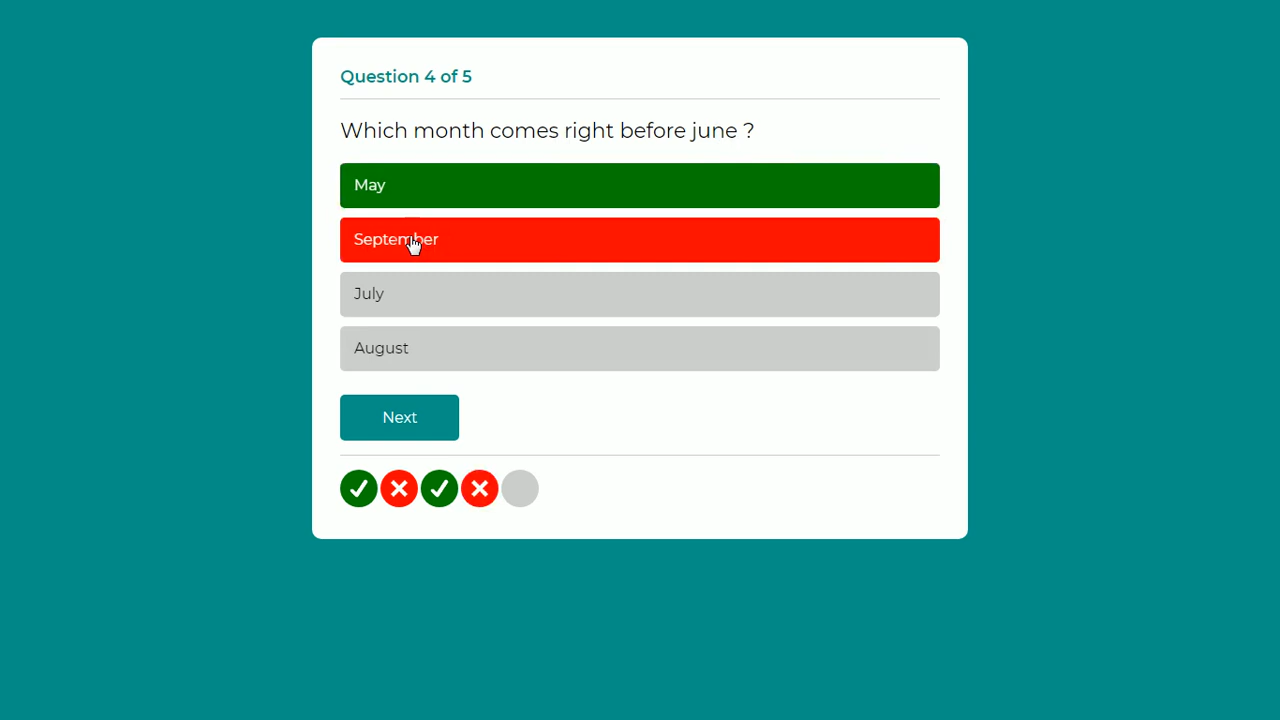 Question 4 of 5
Which month comes right before june ?
May
September
July
August
Next